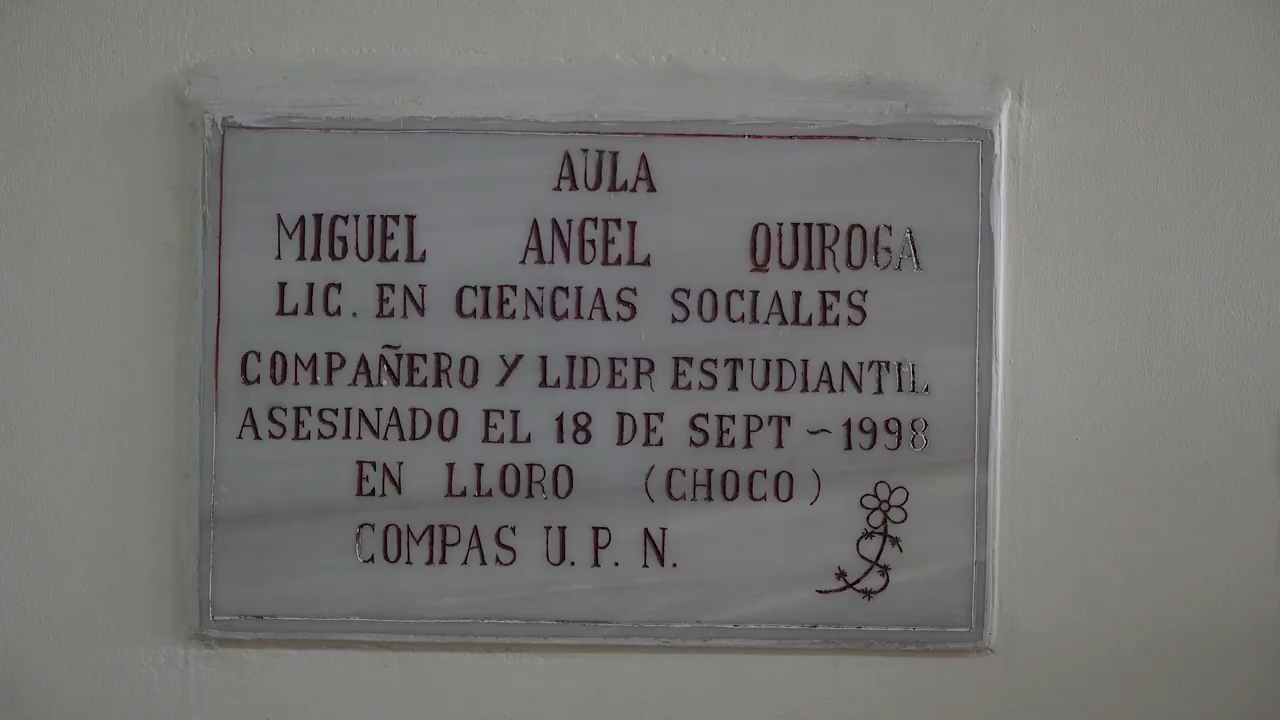 AULA
MIGUEL ANGEL QUIROGA
LIC. EN CIENCIAS SOCIALES
COMPAÑERO Y LIDER ESTUDIANTIL
ASESINADO EL 18 DE SEPT ~ 1998
EN LLORO (CHOCO)
COMPAS U. P. N.